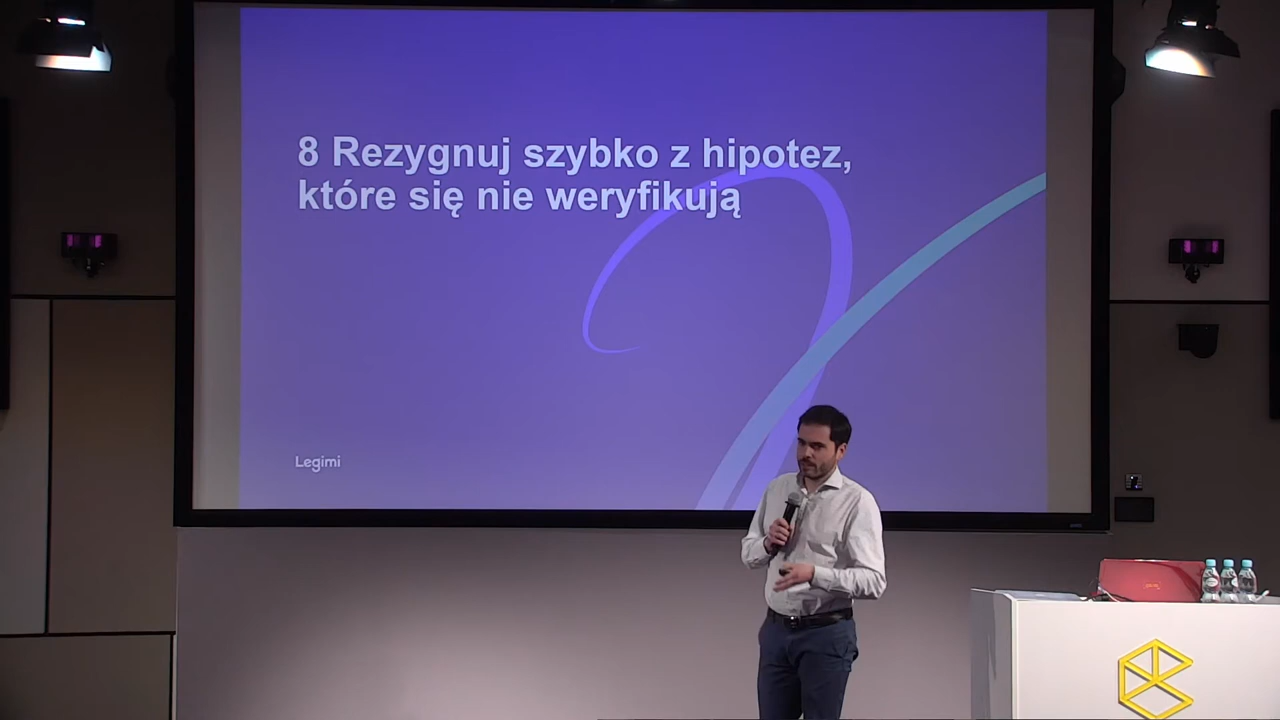 8 Rezygnuj szybko z hipotez,
które się nie weryfikują
Legimi